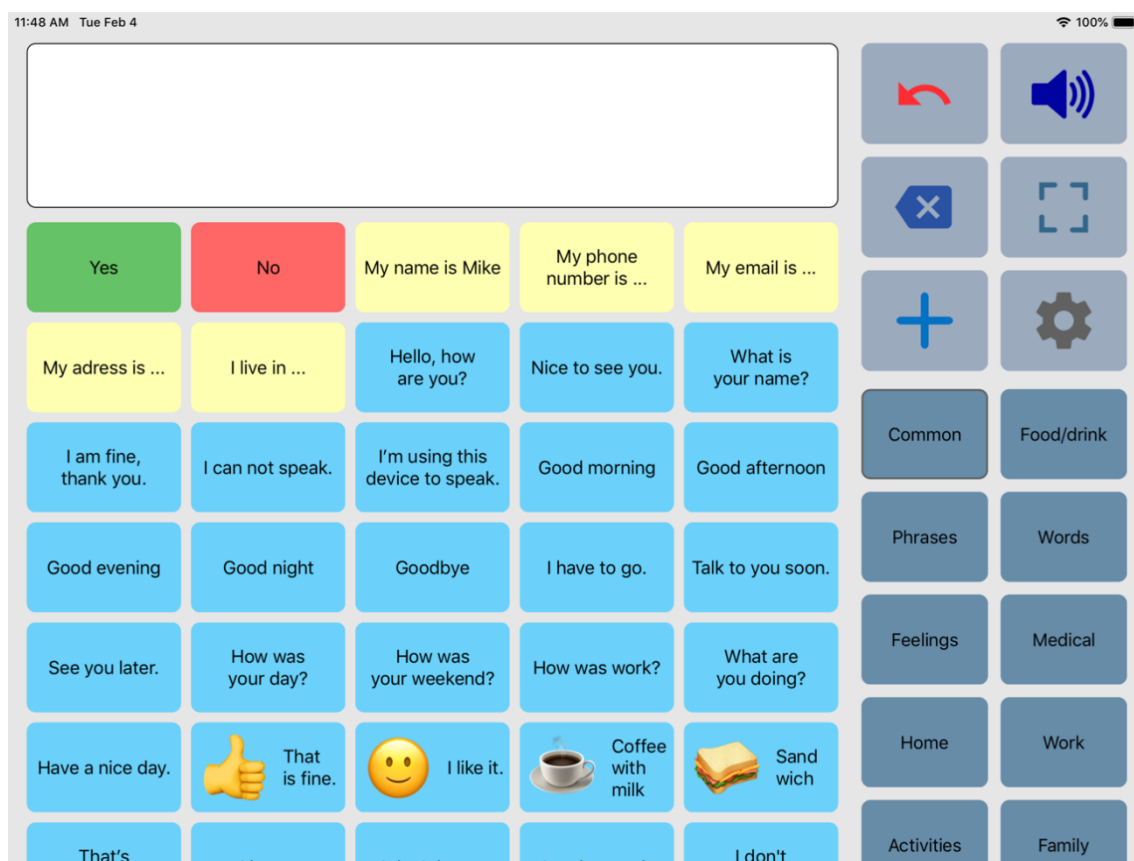 11:48 AM Tue Feb 4
100%
Yes
No
My name is Mike
My phone
number is ...
My email is ...
My adress is ...
I live in ...
Hello, how
are you?
Nice to see you.
What is
your name?
I am fine,
thank you.
I can not speak.
I’m using this
device to speak.
Good morning
Good afternoon
Good evening
Good night
Goodbye
I have to go.
Talk to you soon.
See you later.
How was
your day?
How was
your weekend?
How was work?
What are
you doing?
Have a nice day.
That
is fine.
I like it.
Coffee
with
milk
Sand
wich
That’s
I don't
Common
Food/drink
Phrases
Words
Feelings
Medical
Home
Work
Activities
Family